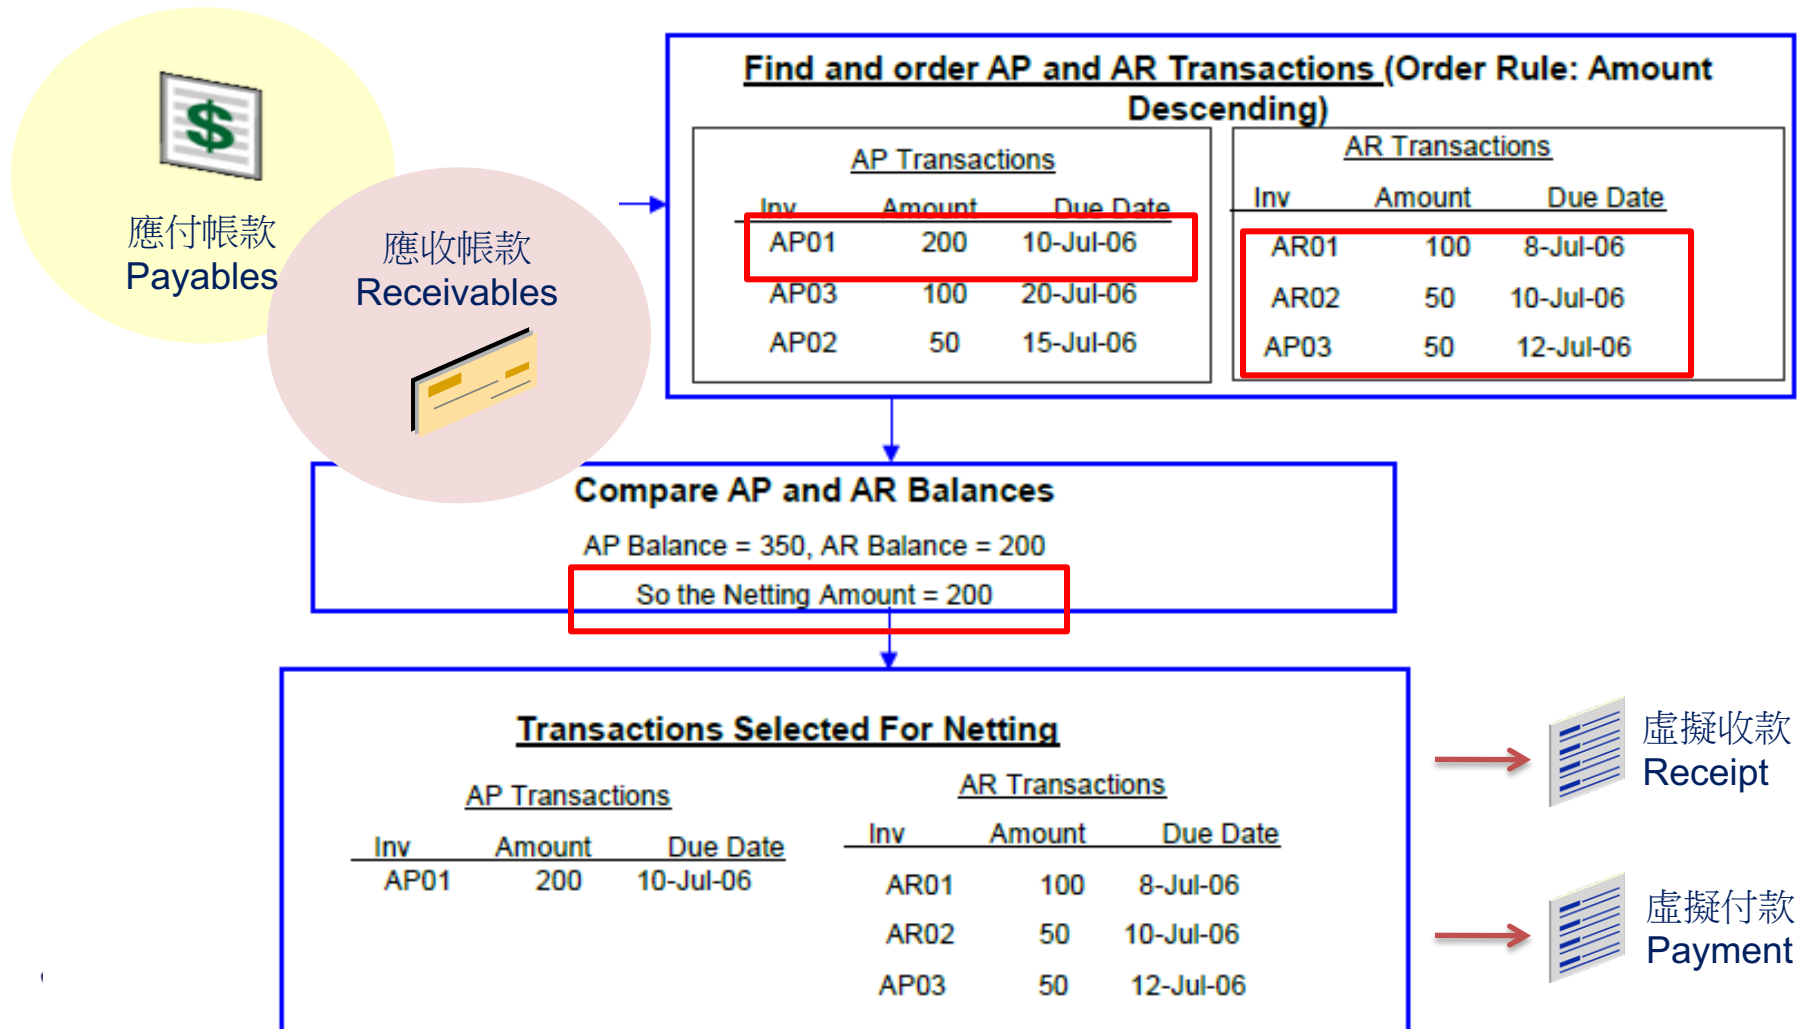 應付帳款
Payables
應收帳款
Receivables
Find and order AP and AR Transactions (Order Rule: Amount
Descending)
AP Transactions
Inv Amount Due Date
AP01 200 10-Jul-06
AP03 100 20-Jul-06
AP02 50 15-Jul-06
AR Transactions
Inv Amount Due Date
AR01 100 8-Jul-06
AR02 50 10-Jul-06
AP03 50 12-Jul-06
Compare AP and AR Balances
AP Balance = 350, AR Balance = 200
So the Netting Amount = 200
Transactions Selected For Netting
AP Transactions
Inv Amount Due Date
AP01 200 10-Jul-06
AR Transactions
Inv Amount Due Date
AR01 100 8-Jul-06
AR02 50 10-Jul-06
AP03 50 12-Jul-06
虛擬收款
Receipt
虛擬付款
Payment